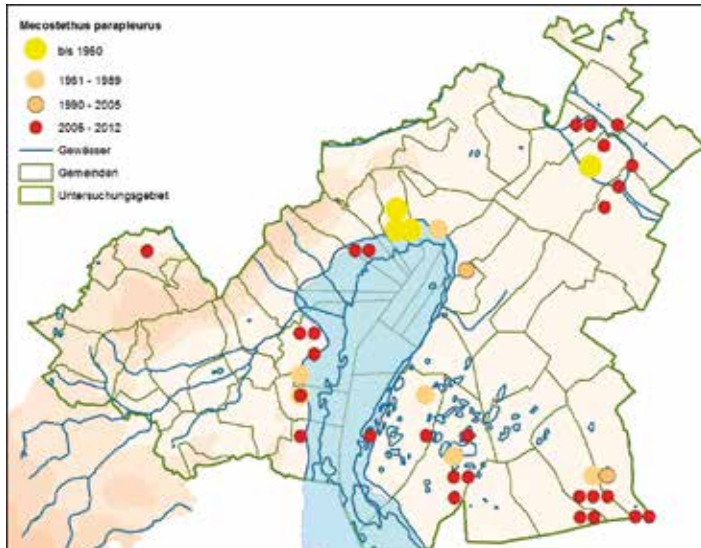 Mecostethus parapleurus
bis 1960
1961 - 1989
1990 - 2005
2006 - 2012
Gewässer
Gemeinden
Untersuchungsgebiet